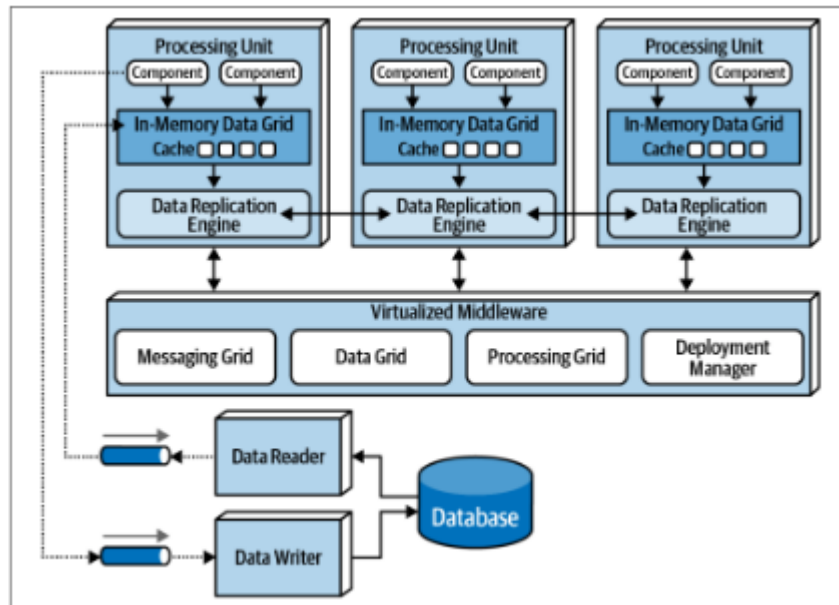 Processing Unit
Component
Component
In-Memory Data Grid
Cache
Data Replication
Engine
Processing Unit
Component
Component
In-Memory Data Grid
Cache
Data Replication
Engine
Processing Unit
Component
Component
In-Memory Data Grid
Cache
Data Replication
Engine
Virtualized Middleware
Messaging Grid
Data Grid
Processing Grid
Deployment
Manager
Data Reader
Database
Data Writer